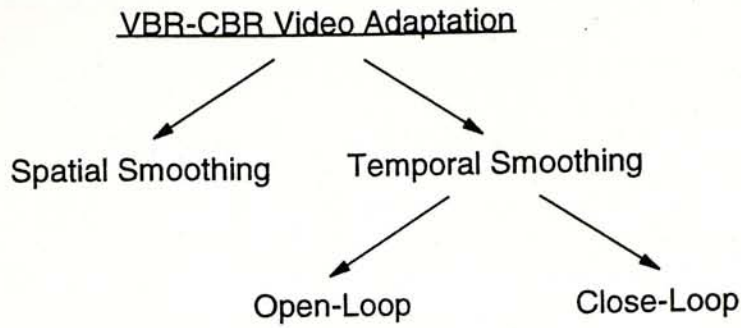 VBR-CBR Video Adaptation
Spatial Smoothing
Temporal Smoothing
Open-Loop
Close-Loop